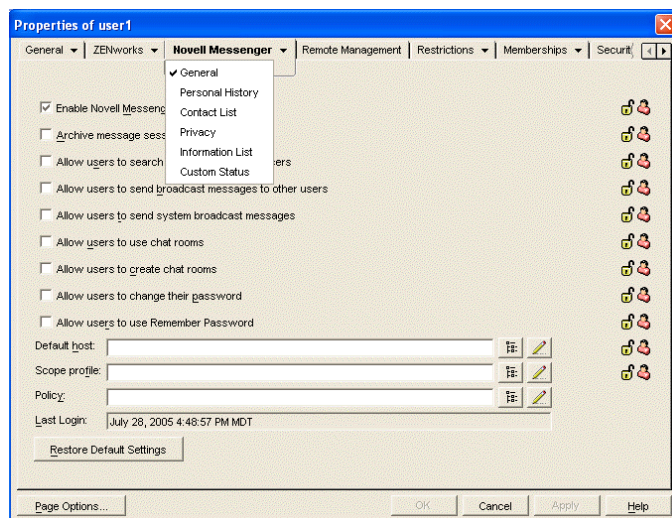 Properties of user1
General ZENworks Novell Messenger Remote Management Restrictions Memberships Securit
General
Personal History
Contact List
Privacy
Information List
Custom Status
Enable Novell Messeng
Archive message sess
Allow users to search
Allow users to send broadcast messages to other users
Allow users to send system broadcast messages
Allow users to use chat rooms
Allow users to create chat rooms
Allow users to change their password
Allow users to use Remember Password
Default host:
Scope profile:
Policy:
Last Login: July 28, 2005 4:48:57 PM MDT
Restore Default Settings
Page Options... OK Cancel Apply Help